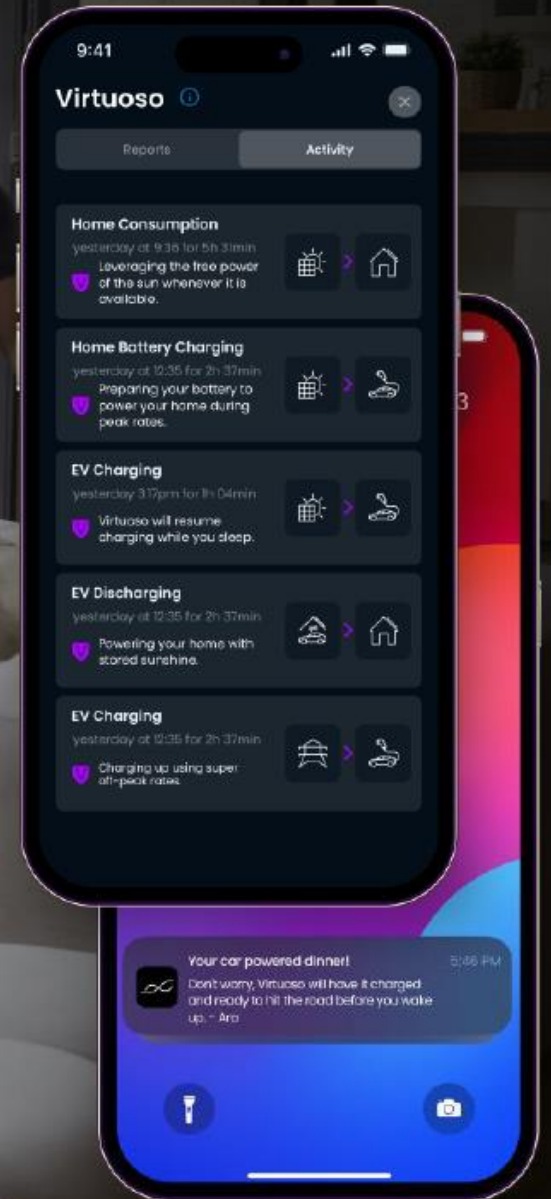 9:41
Virtuoso
Reports
Activity
Home Consumption
yesterday at 9:36 for 5h 31min
Leveraging the free power
of the sun whenever it is
available.
Home Battery Charging
yesterday at 12:35 for 2h 37min
Preparing your battery to
power your home during
peak rates.
EV Charging
yesterday 3:17pm for 1h 04min
Virtuoso will resume
charging while you sleep.
EV Discharging
yesterday at 12:35 for 2h 37min
Powering your home with
stored sunshine.
EV Charging
yesterday at 12:35 for 2h 37min
Charging up using super
off-peak rates
3
Your car powered dinner!
5:46 PM
Don't worry, Virtuoso will have it charged
and ready to hit the road before you wake
up. - Ara